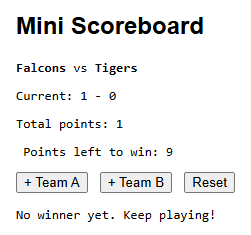 Mini Scoreboard
Falcons vs Tigers
Current: 1 - 0
Total points: 1
Points left to win: 9
+ Team A + Team B Reset
No winner yet. Keep playing!